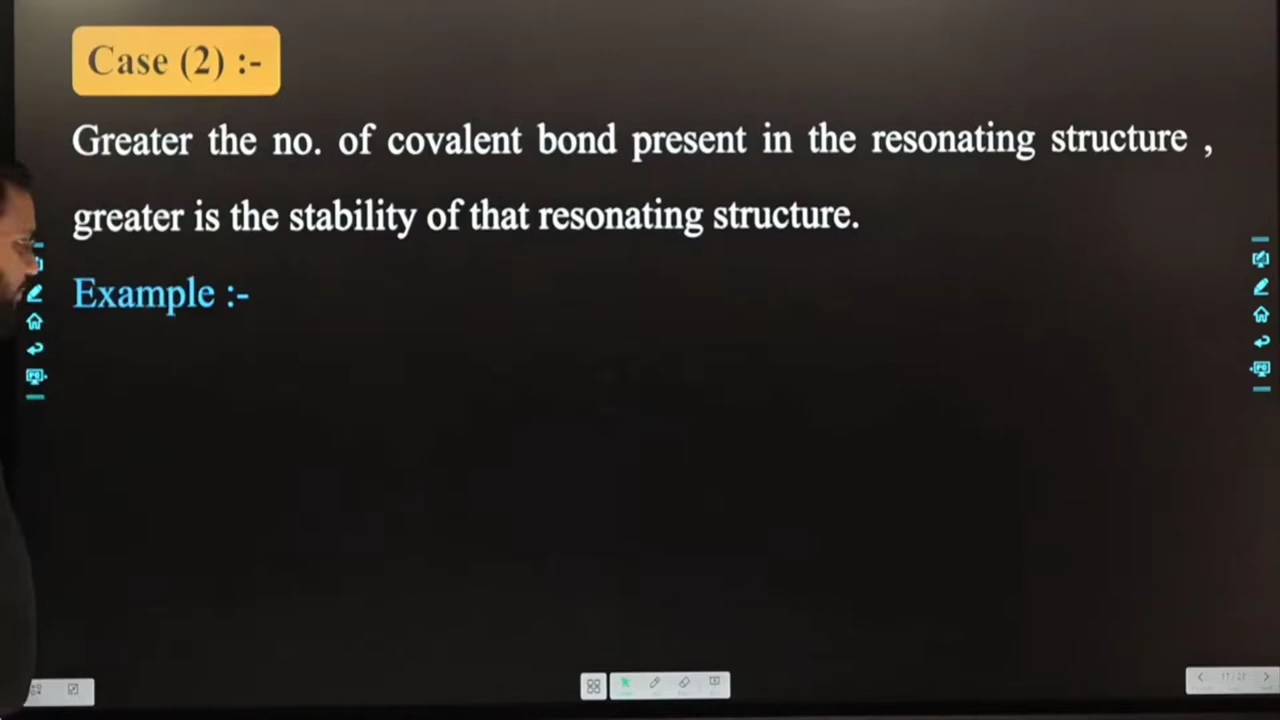 Case (2) :-
Greater the no. of covalent bond present in the resonating structure ,
greater is the stability of that resonating structure.
Example :-